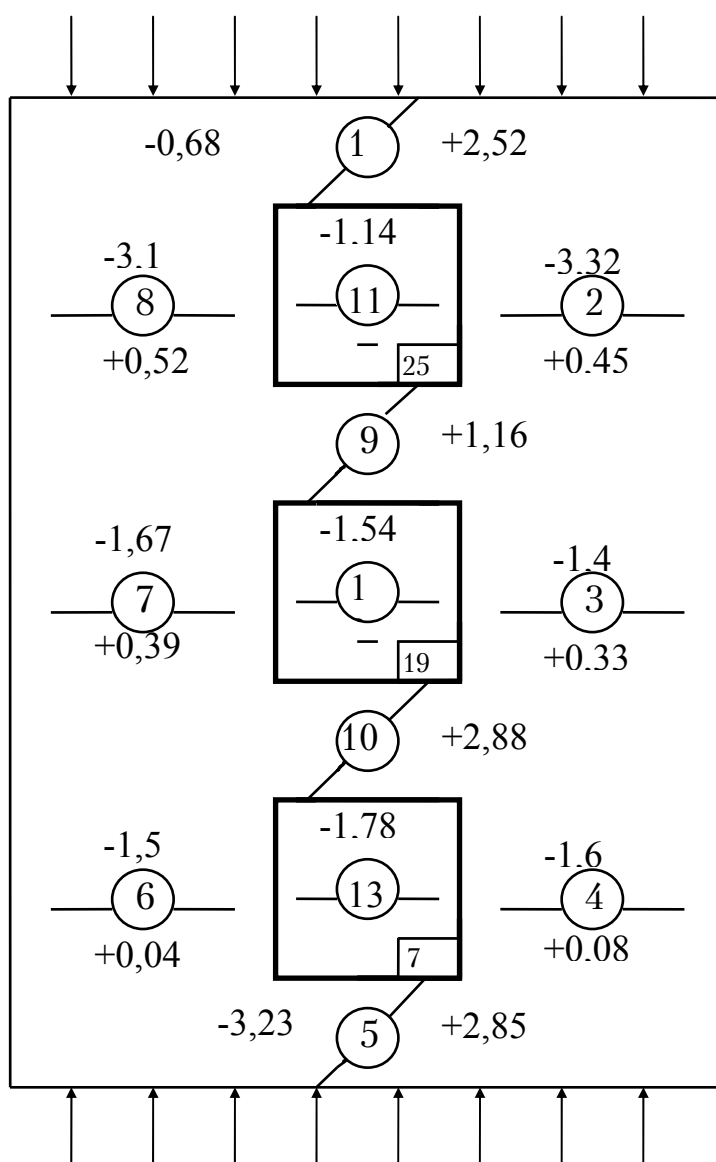 -0,68 1 +2,52
-3,1 -1,14 -3,32
8 11 2
+0,52 – +0,45
25
9 +1,16
-1,67 -1,54 -1,4
7 1 3
+0,39 – +0,33
19
10 +2,88
-1,5 -1,78 -1,6
6 13 4
+0,04 7 +0,08
-3,23 5 +2,85